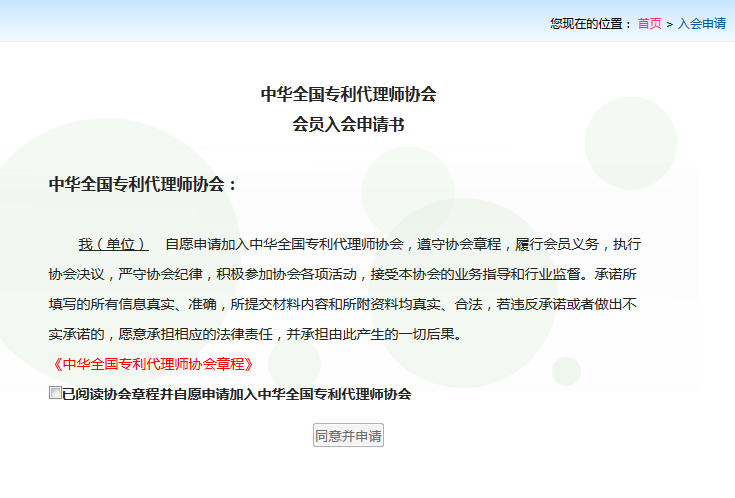 您现在的位置： 首页 > 入会申请
中华全国专利代理师协会
会员入会申请书
中华全国专利代理师协会：
我（单位） 自愿申请加入中华全国专利代理师协会，遵守协会章程，履行会员义务，执行
协会决议，严守协会纪律，积极参加协会各项活动，接受本协会的业务指导和行业监督。承诺所
填写的所有信息真实、准确，所提交材料内容和所附资料均真实、合法，若违反承诺或者做出不
实承诺的，愿意承担相应的法律责任，并承担由此产生的一切后果。
《中华全国专利代理师协会章程》
已阅读协会章程并自愿申请加入中华全国专利代理师协会
同意并申请